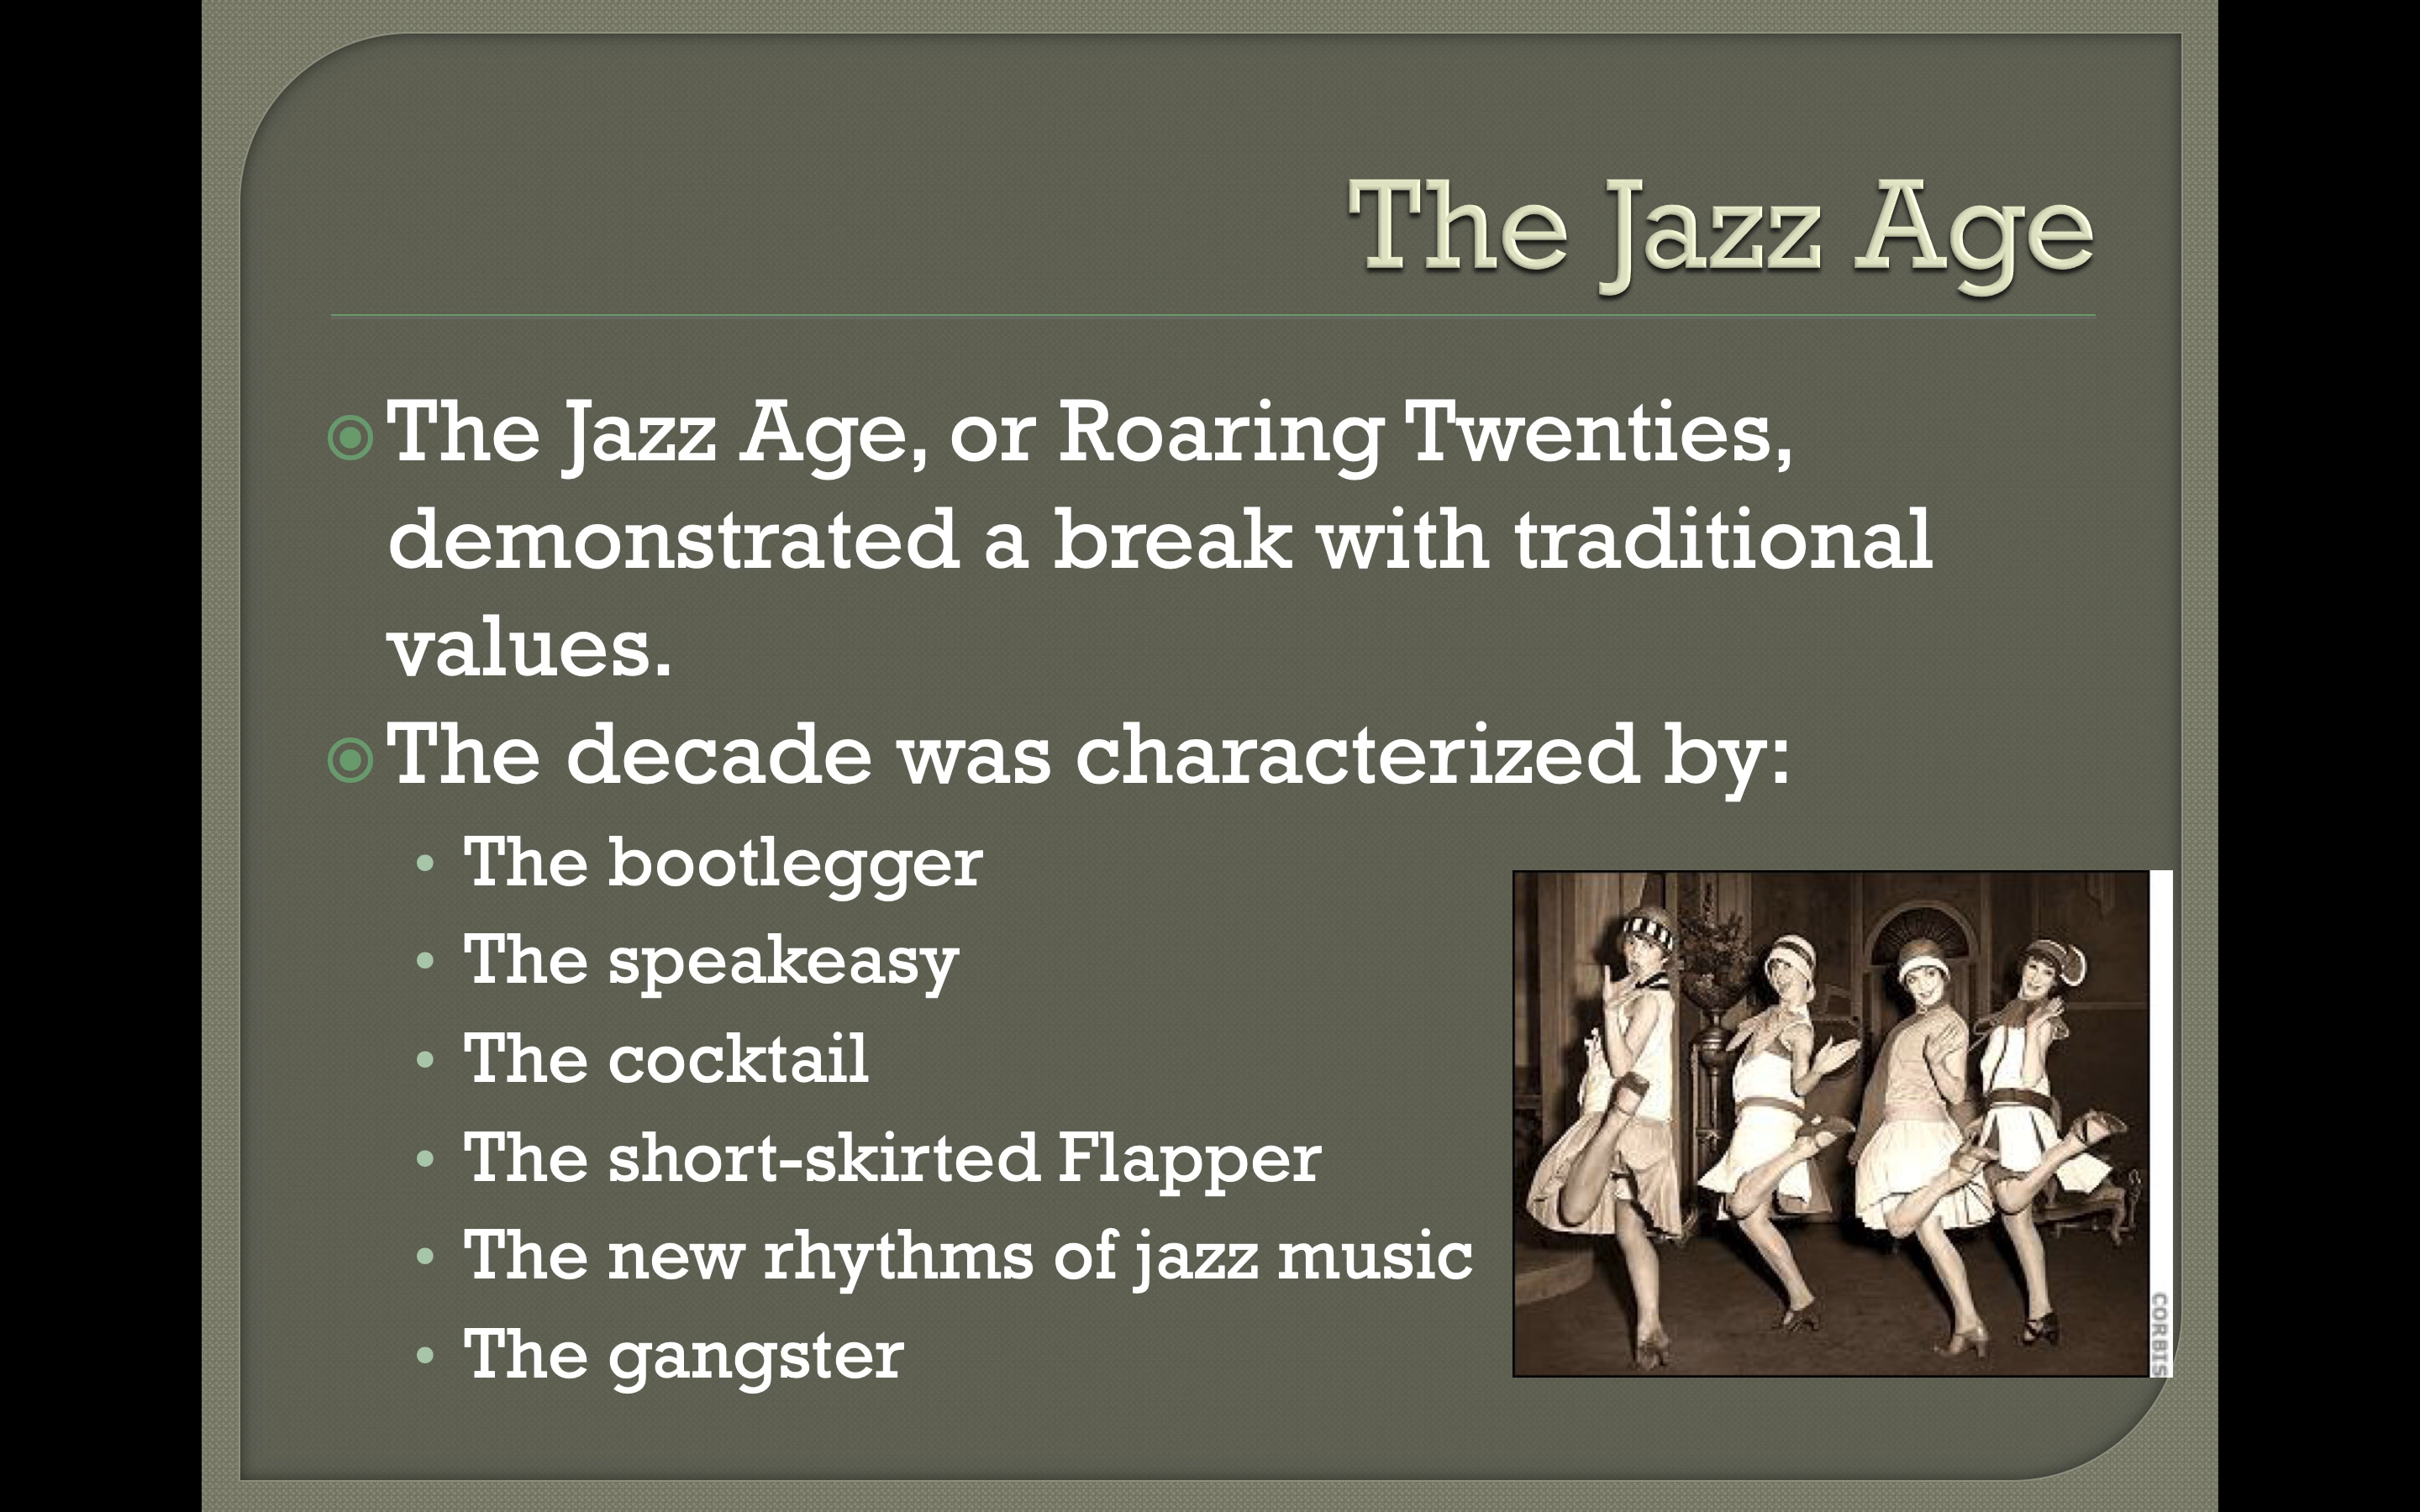 The Jazz Age
The Jazz Age, or Roaring Twenties,
demonstrated a break with traditional
values.
The decade was characterized by:
The bootlegger
The speakeasy
The cocktail
The short-skirted Flapper
The new rhythms of jazz music
The gangster
CORBIS